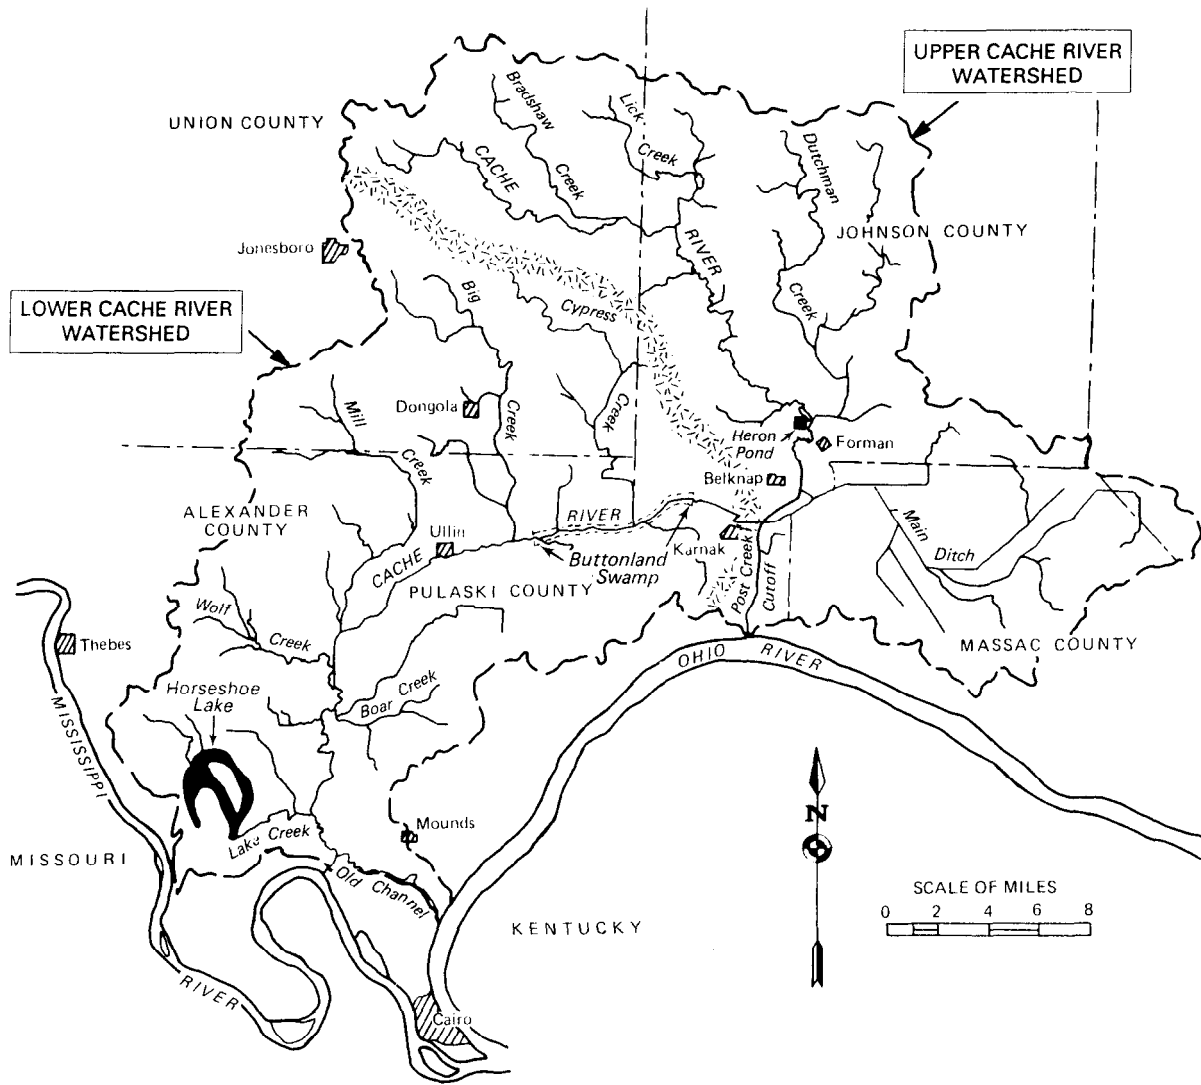 UPPER CACHE RIVER
WATERSHED
UNION COUNTY
Bradshaw
Creek
Lick
Creek
Dutchman
Creek
CACHE
RIVER
JOHNSON COUNTY
Jonesboro
LOWER CACHE RIVER
WATERSHED
Big
Creek
Cypress
Creek
Mill
Creek
Dongola
Heron
Pond
Forman
Belknap
ALEXANDER
COUNTY
Ullin
CACHE
RIVER
Buttonland
Swamp
Karnak
Post Creek
Cutoff
Main
Ditch
PULASKI COUNTY
MASSAC COUNTY
Wolf
Creek
Thebes
OHIO RIVER
Horseshoe
Lake
Boar Creek
MISSISSIPPI
RIVER
Mounds
Lake Creek
Old Channel
MISSOURI
KENTUCKY
N
SCALE OF MILES
0 2 4 6 8
Cairo